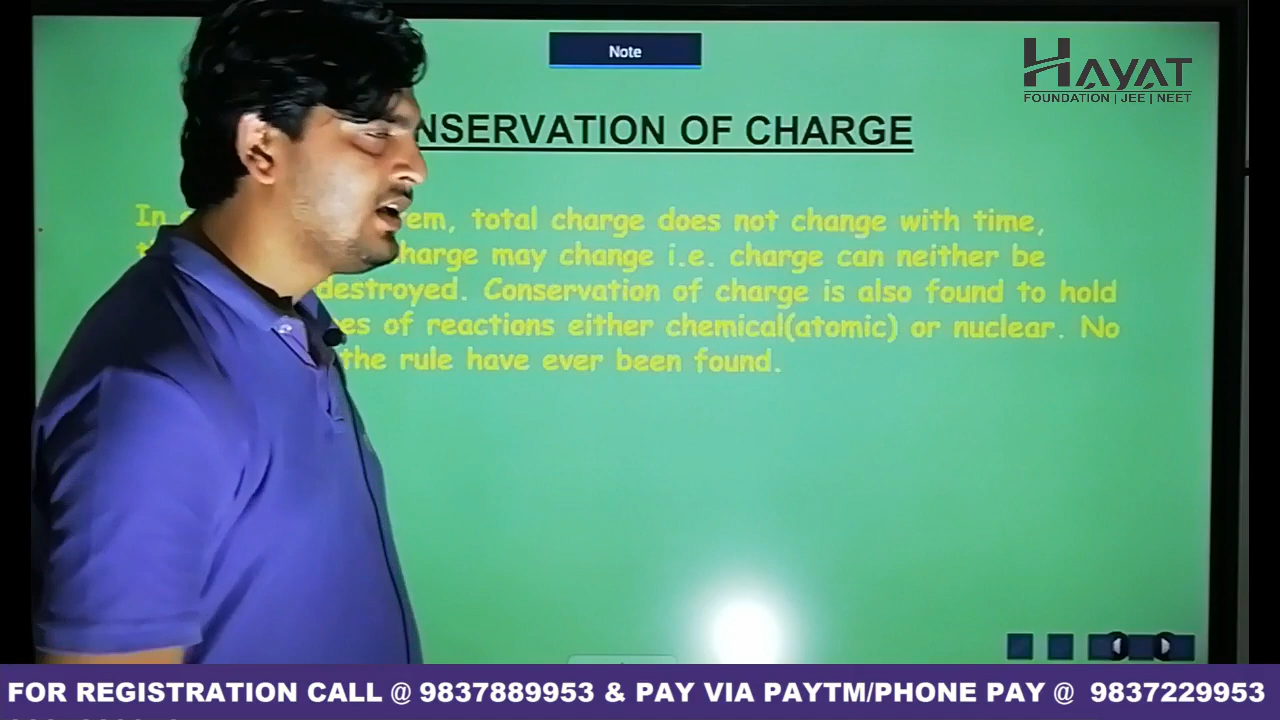 Note
HAYAT
FOUNDATION | JEE | NEET
NSERVATION OF CHARGE
In em, total charge does not change with time,
harge may change i.e. charge can neither be
destroyed. Conservation of charge is also found to hold
es of reactions either chemical(atomic) or nuclear. No
the rule have ever been found.
FOR REGISTRATION CALL @ 9837889953 & PAY VIA PAYTM/PHONE PAY @ 9837229953